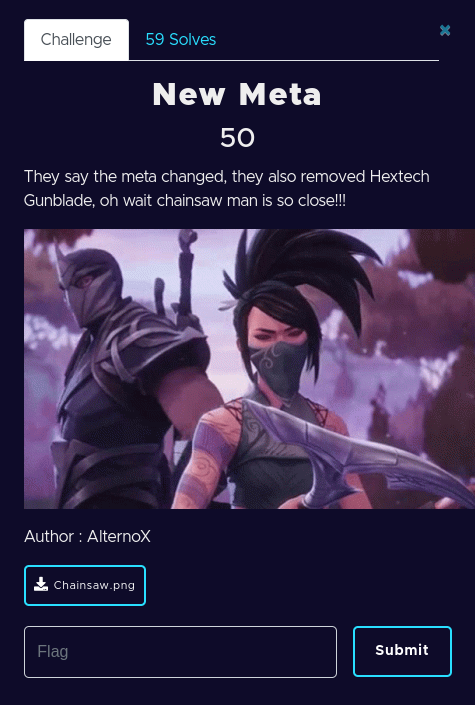 Challenge
59 Solves
New Meta
50
They say the meta changed, they also removed Hextech
Gunblade, oh wait chainsaw man is so close!!!
Author : AlternoX
Chainsaw.png
Flag
Submit